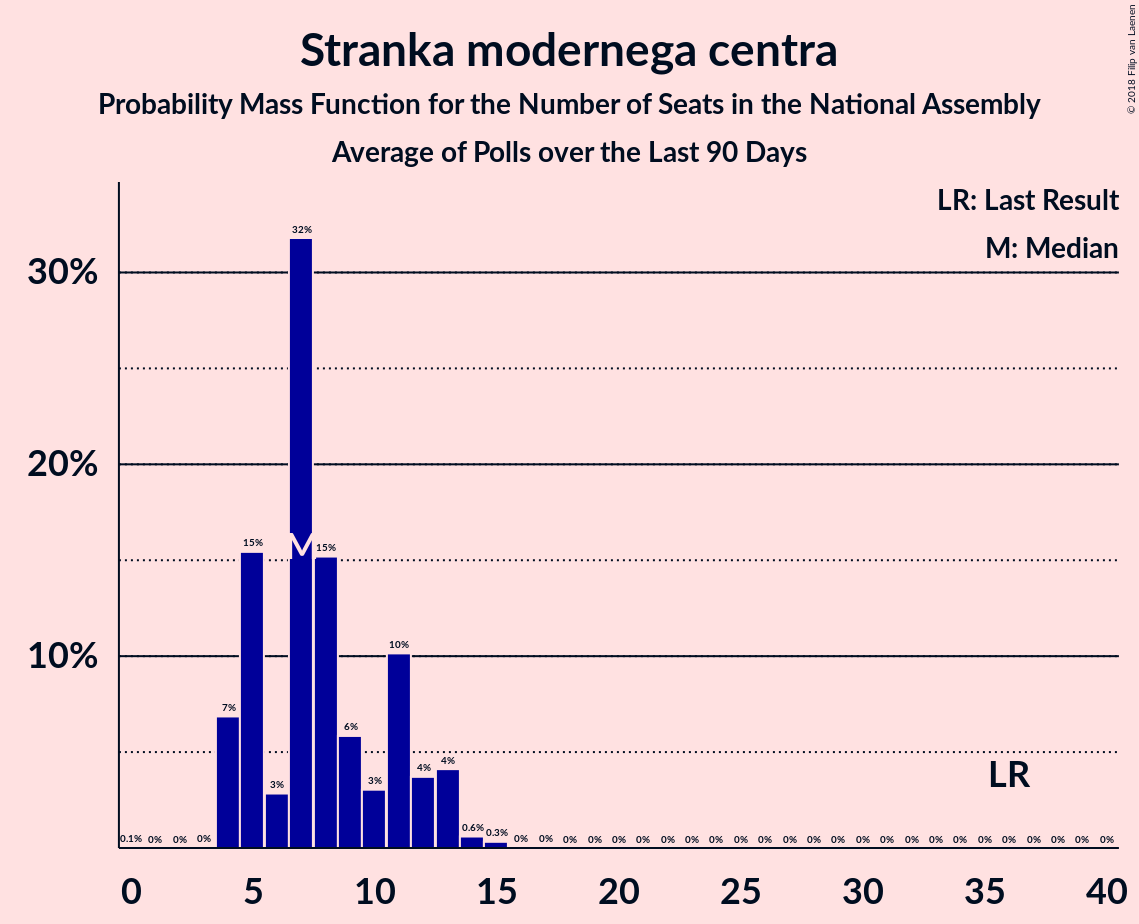 Stranka modernega centra
Probability Mass Function for the Number of Seats in the National Assembly
Average of Polls over the Last 90 Days
© 2018 Filip van Laenen
LR: Last Result
M: Median
30%
20%
10%
0.1% 0% 0% 0% 7% 15% 3% 32% 15% 6% 3% 10% 4% 4% 0.6% 0.3% 0% 0% 0% 0% 0% 0% 0% 0% 0% 0% 0% 0% 0% 0% 0% 0% 0% 0% 0% 0% 0% 0% 0% 0% 0%
M
LR
0 5 10 15 20 25 30 35 40